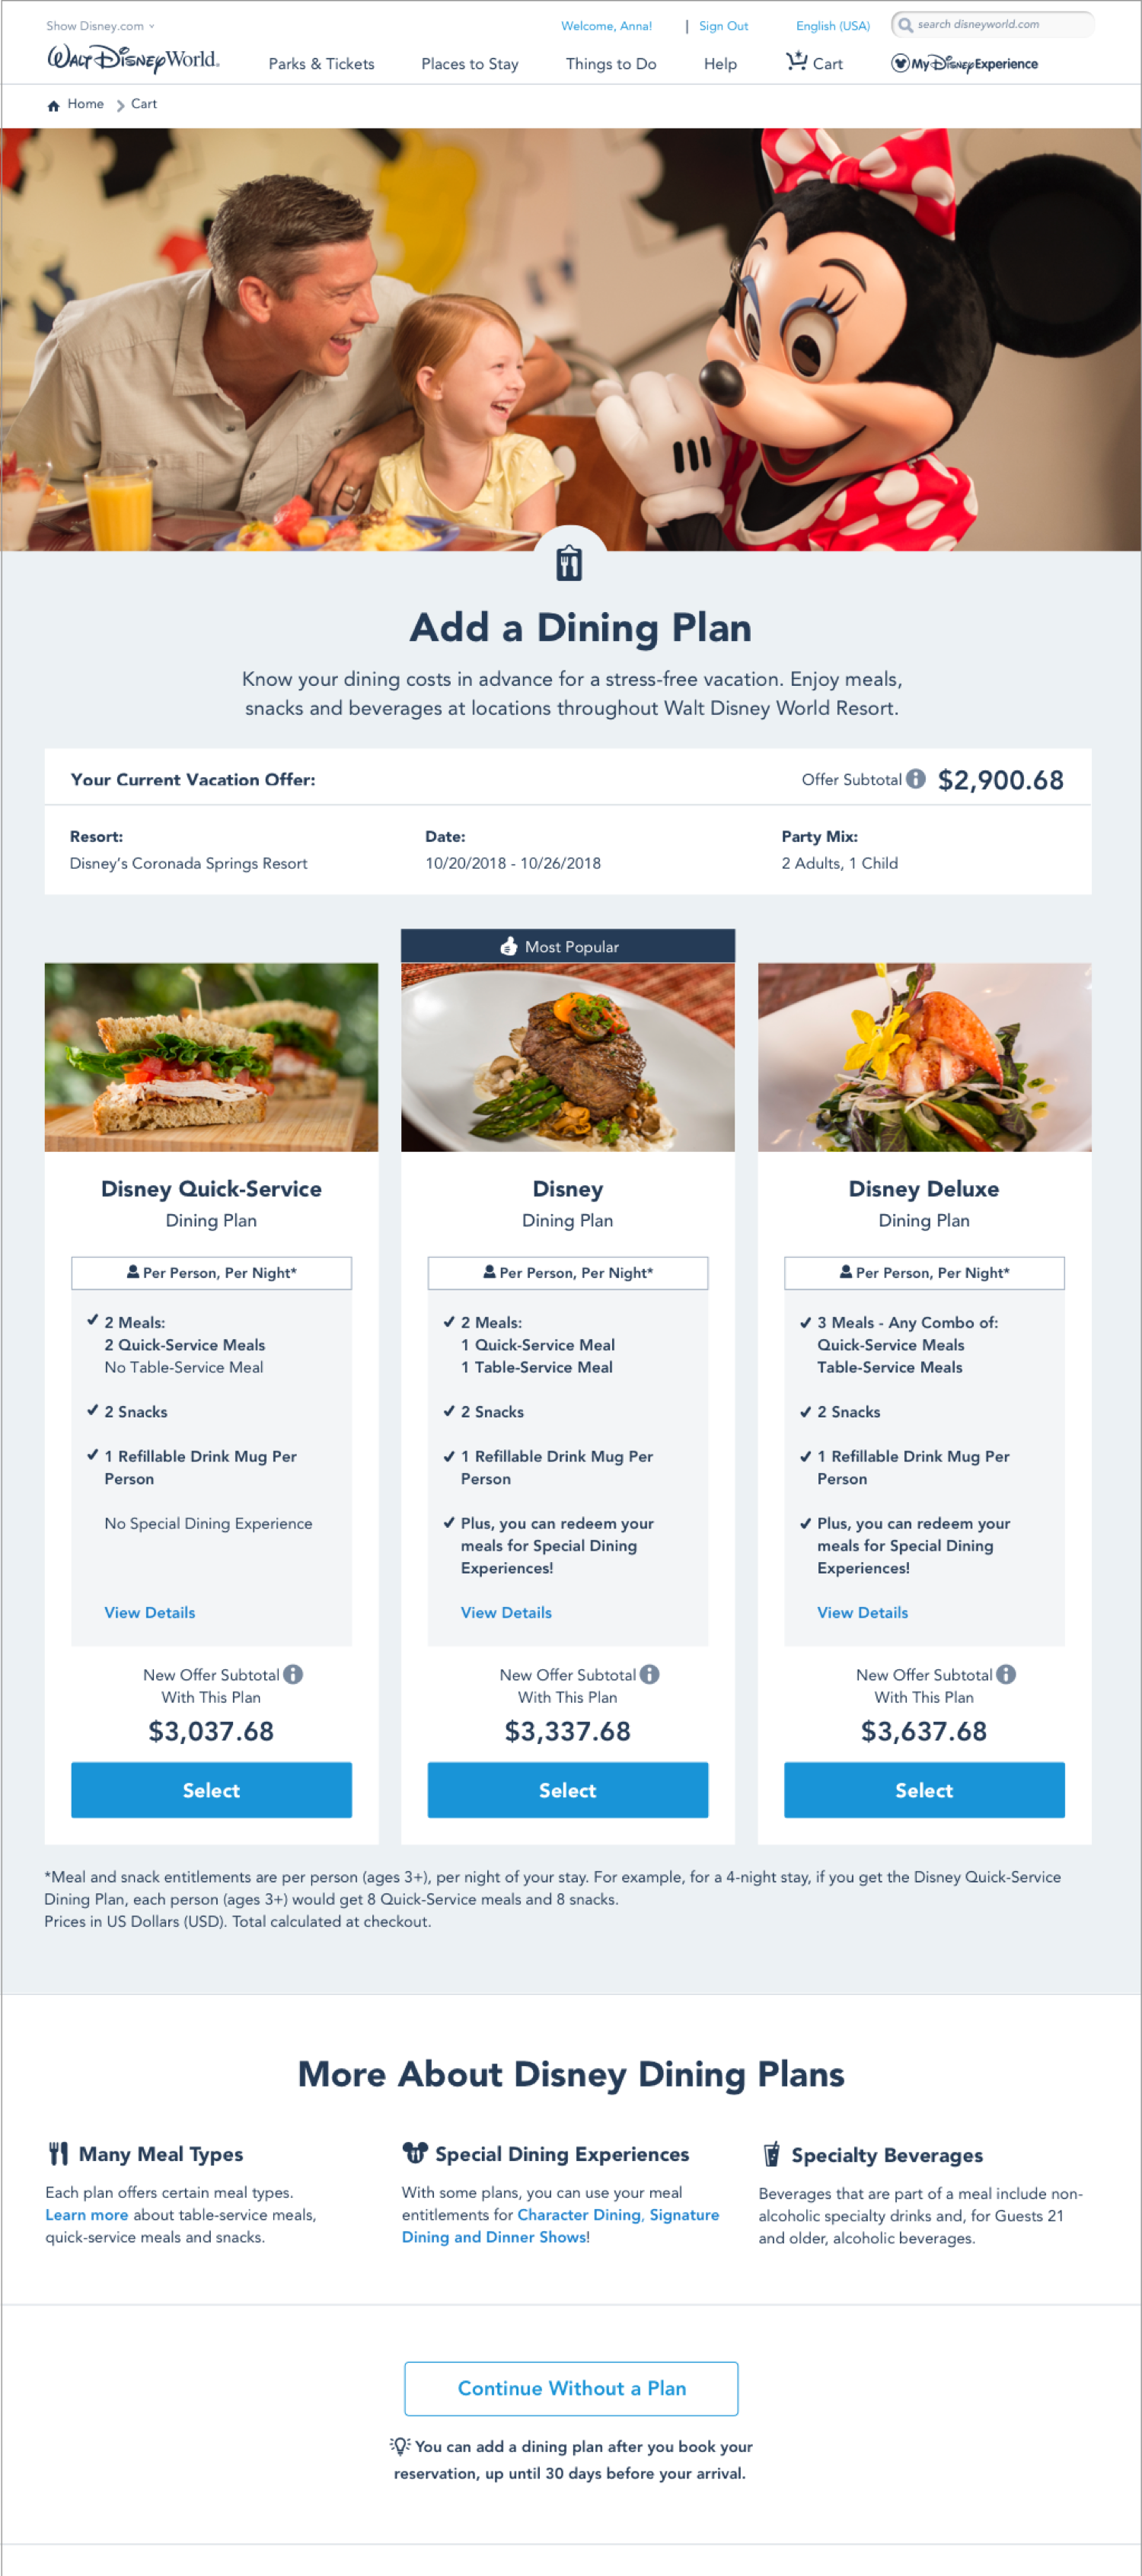 Show Disney.com
Welcome, Anna! | Sign Out English (USA) search disneyworld.com
Walt Disney World. Parks & Tickets Places to Stay Things to Do Help Cart My Disney Experience
Home > Cart
Add a Dining Plan
Know your dining costs in advance for a stress-free vacation. Enjoy meals,
snacks and beverages at locations throughout Walt Disney World Resort.
Your Current Vacation Offer: Offer Subtotal $2,900.68
Resort: Date: Party Mix:
Disney's Coronada Springs Resort 10/20/2018 - 10/26/2018 2 Adults, 1 Child
Most Popular
Disney Quick-Service
Dining Plan
Per Person, Per Night*
2 Meals:
2 Quick-Service Meals
No Table-Service Meal
2 Snacks
1 Refillable Drink Mug Per
Person
No Special Dining Experience
View Details
New Offer Subtotal
With This Plan
$3,037.68
Select
Disney
Dining Plan
Per Person, Per Night*
2 Meals:
1 Quick-Service Meal
1 Table-Service Meal
2 Snacks
1 Refillable Drink Mug Per
Person
Plus, you can redeem your
meals for Special Dining
Experiences!
View Details
New Offer Subtotal
With This Plan
$3,337.68
Select
Disney Deluxe
Dining Plan
Per Person, Per Night*
3 Meals - Any Combo of:
Quick-Service Meals
Table-Service Meals
2 Snacks
1 Refillable Drink Mug Per
Person
Plus, you can redeem your
meals for Special Dining
Experiences!
View Details
New Offer Subtotal
With This Plan
$3,637.68
Select
*Meal and snack entitlements are per person (ages 3+), per night of your stay. For example, for a 4-night stay, if you get the Disney Quick-Service
Dining Plan, each person (ages 3+) would get 8 Quick-Service meals and 8 snacks.
Prices in US Dollars (USD). Total calculated at checkout.
More About Disney Dining Plans
Many Meal Types
Each plan offers certain meal types.
Learn more about table-service meals,
quick-service meals and snacks.
Special Dining Experiences
With some plans, you can use your meal
entitlements for Character Dining, Signature
Dining and Dinner Shows!
Specialty Beverages
Beverages that are part of a meal include non-
alcoholic specialty drinks and, for Guests 21
and older, alcoholic beverages.
Continue Without a Plan
You can add a dining plan after you book your
reservation, up until 30 days before your arrival.